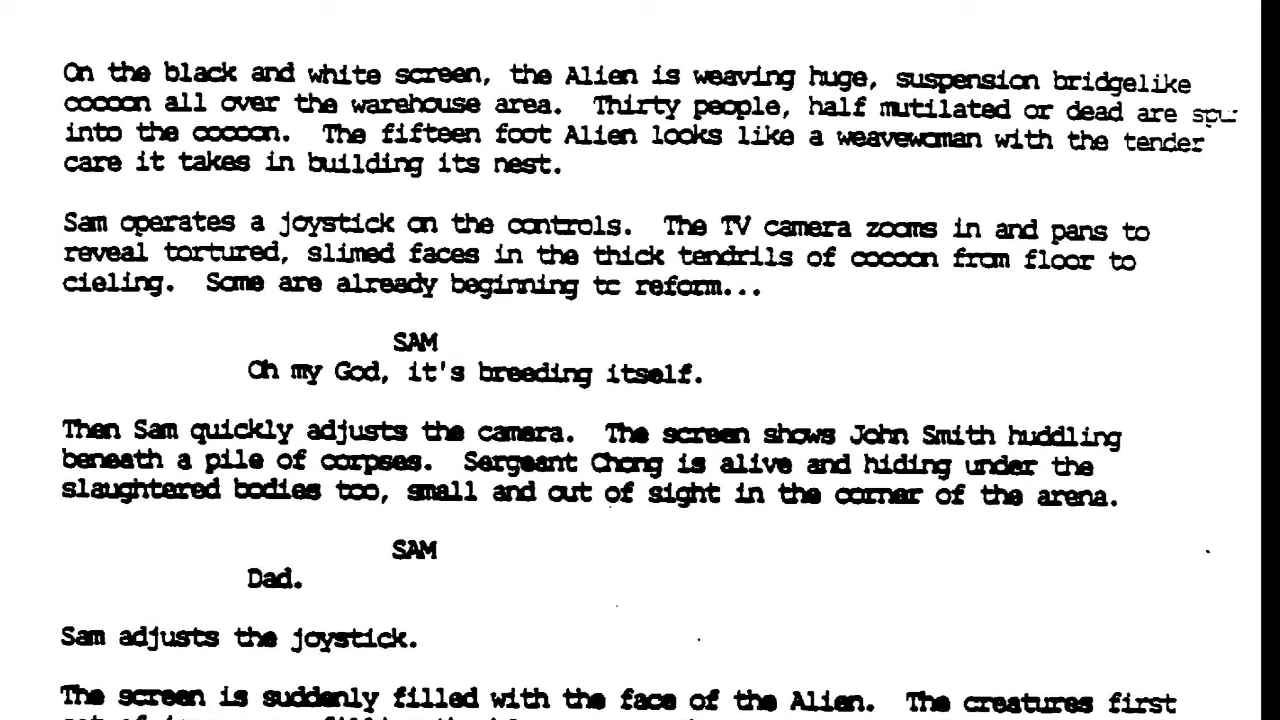 On the black and white screen, the Alien is weaving huge, suspension bridgelike
cocoon all over the warehouse area. Thirty people, half mutilated or dead are
into the cocoon. The fifteen foot Alien looks like a weavewoman with the tender
care it takes in building its nest.
Sam operates a joystick on the controls. The TV camera zooms in and pans to
reveal tortured, slimed faces in the thick tendrils of cocoon from floor to
cieling. Some are already beginning to reform...
SAM
Oh my God, it's breeding itself.
Then Sam quickly adjusts the camera. The screen shows John Smith huddling
beneath a pile of corpses. Sergeant Chong is alive and hiding under the
slaughtered bodies too, small and out of sight in the corner of the arena.
SAM
Dad.
Sam adjusts the joystick.
The screen is suddenly filled with the face of the Alien. The creatures first